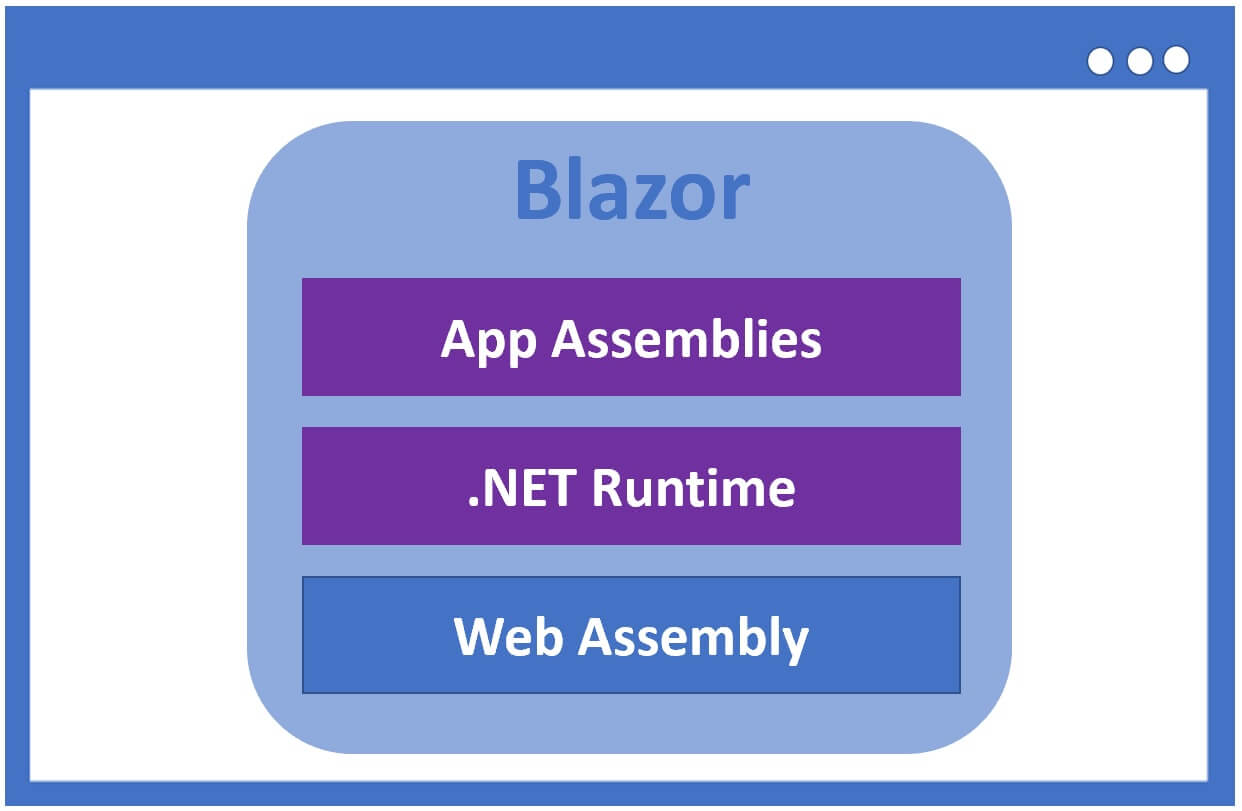 Blazor
App Assemblies
.NET Runtime
Web Assembly